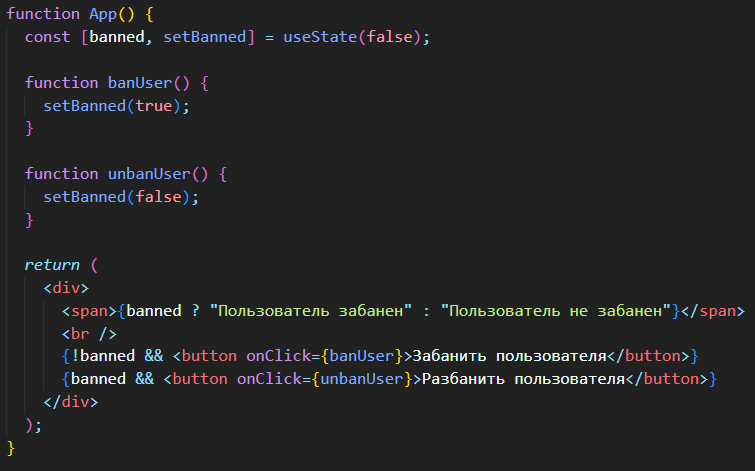 function App() {
const [banned, setBanned] = useState(false);
function banUser() {
setBanned(true);
}
function unbanUser() {
setBanned(false);
}
return (
<div>
<span>{banned ? "Пользователь забанен" : "Пользователь не забанен"}</span>
<br />
{!banned && <button onClick={banUser}>Забанить пользователя</button>}
{banned && <button onClick={unbanUser}>Разбанить пользователя</button>}
</div>
);
}